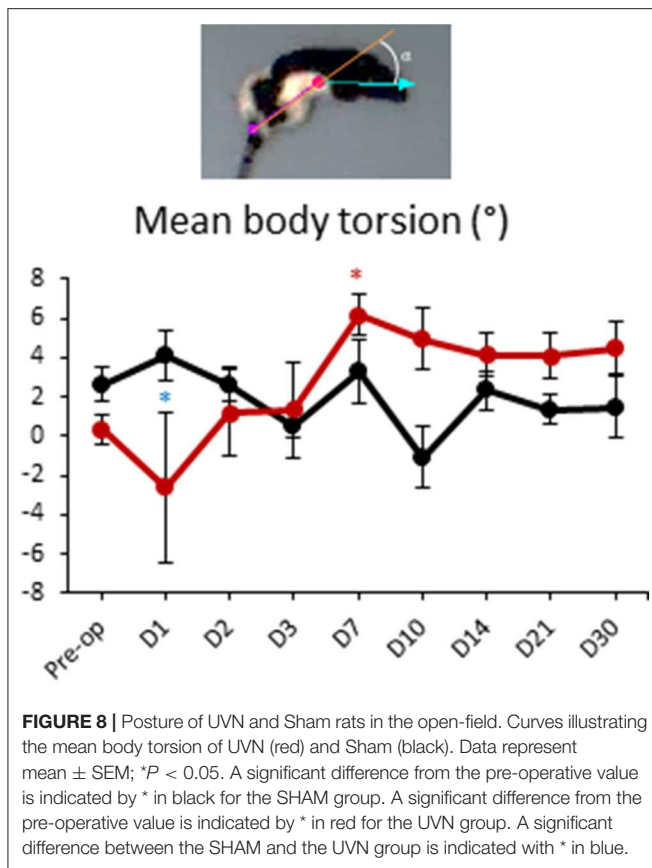 α
Mean body torsion (°)
8
6
4
2
0
-2
-4
-6
-8
*
*
Pre-op D1 D2 D3 D7 D10 D14 D21 D30
FIGURE 8 | Posture of UVN and Sham rats in the open-field. Curves illustrating
the mean body torsion of UVN (red) and Sham (black). Data represent
mean ± SEM; *P < 0.05. A significant difference from the pre-operative value
is indicated by * in black for the SHAM group. A significant difference from the
pre-operative value is indicated by * in red for the UVN group. A significant
difference between the SHAM and the UVN group is indicated with * in blue.